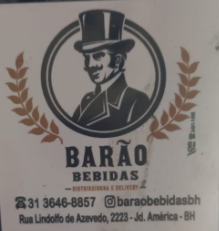 BARÃO
BEBIDAS
DISTRIBUIDORA E DELIVERY
31 3646-8857 baraobebidasbh
Rua Lindolfo de Azevedo, 2223 - Jd. América - BH